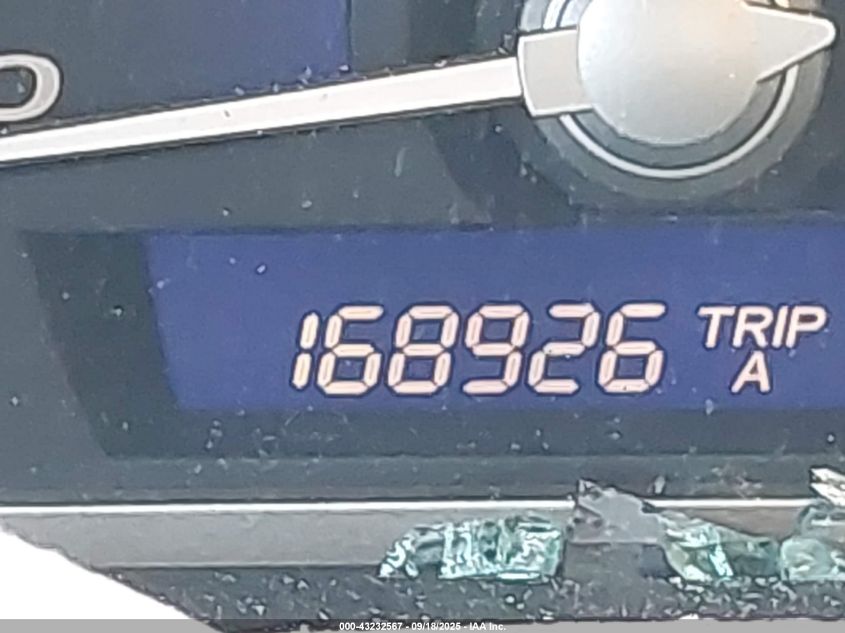 168926 TRIP
A
000-43232567 - 09/18/2025 - IAA Inc.